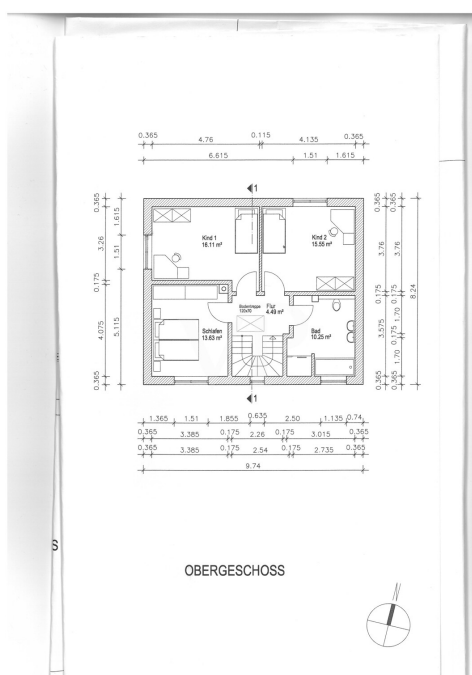 0.365 4.76 0.115 4.135 0.365
6.615 1.51 1.615
1
0.365 3.26 0.175 4.075 0.365
1.615 1.51 5.115
Kind 1
16.11 m²
Kind 2
15.55 m²
Bodentreppe
Flur
4.49 m²
Schlafen
13.63 m²
Bad
10.25 m²
0.365 3.76 0.175 3.575 0.365
0.365 3.76 0.175 1.70 1.70 0.365
8.24
1
1.365 1.51 1.855 0.635 2.50 1.135 0.74
0.365 3.385 0.175 2.26 0.175 3.015 0.365
0.365 3.385 0.175 2.54 0.175 2.735 0.365
9.74
S
OBERGESCHOSS